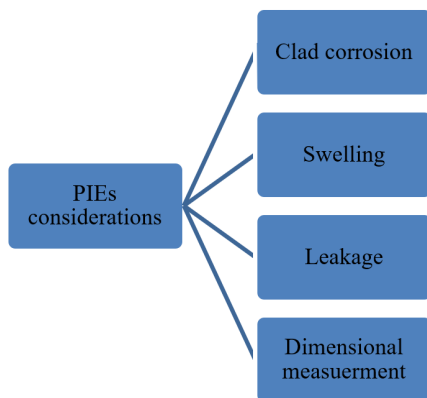 Clad corrosion
Swelling
PIEs
considerations
Leakage
Dimensional
measuerment